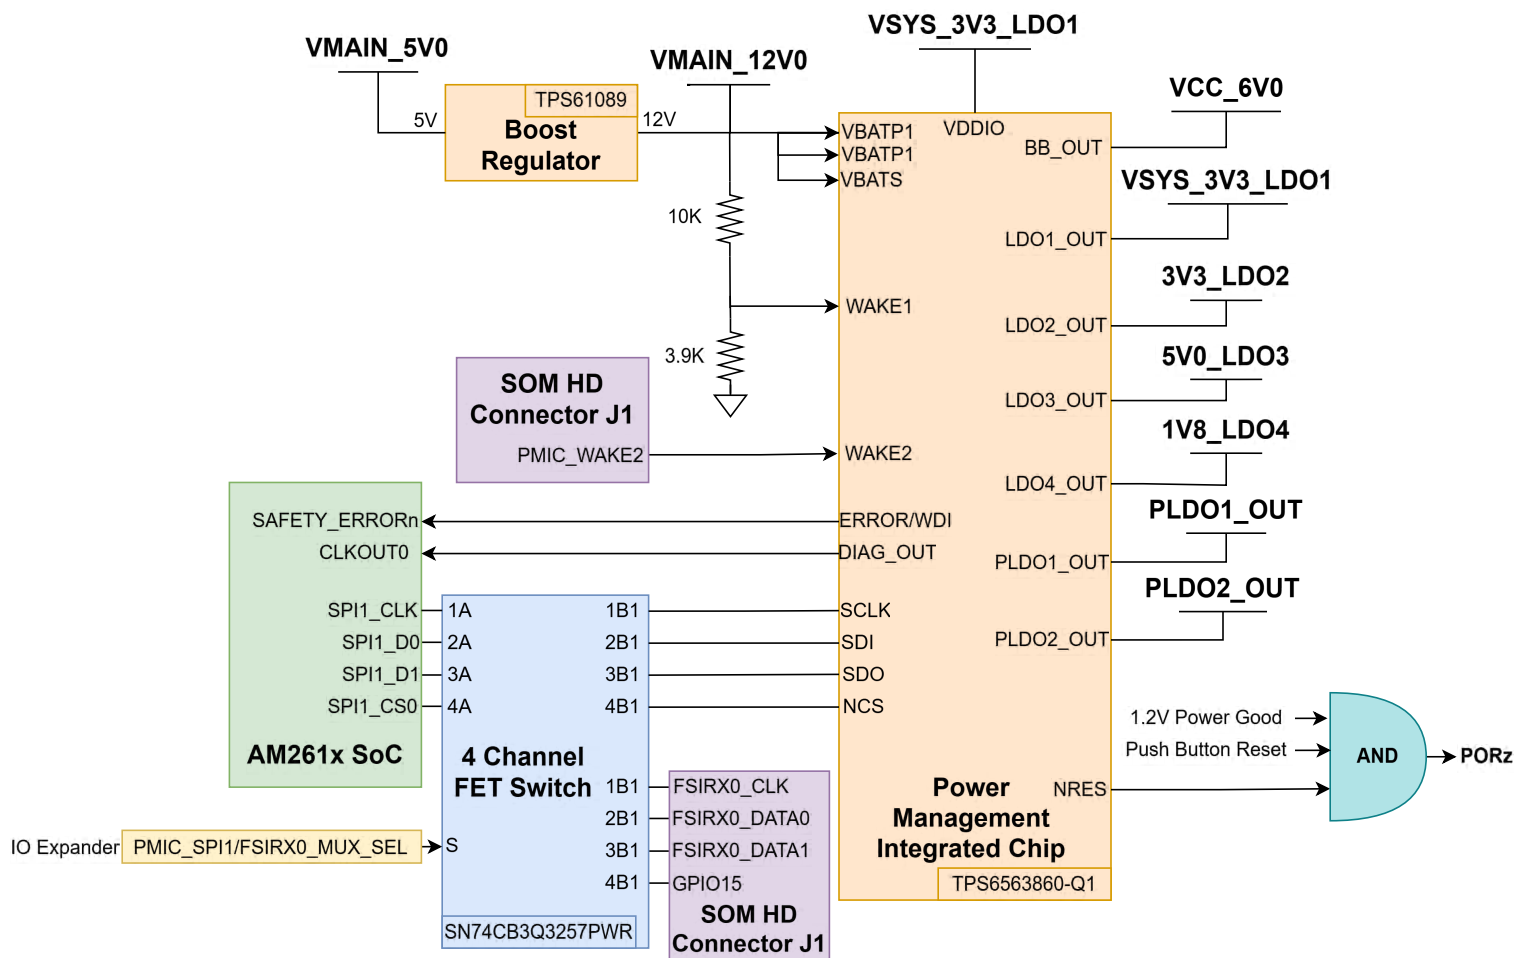 VSYS_3V3_LDO1
VMAIN_5V0
VMAIN_12V0
VCC_6V0
TPS61089
5V
Boost
Regulator
12V
VBATP1
VBATP1
VBATS
VDDIO
BB_OUT
VSYS_3V3_LDO1
10K
LDO1_OUT
3V3_LDO2
WAKE1
LDO2_OUT
3.9K
5V0_LDO3
SOM HD
Connector J1
LDO3_OUT
1V8_LDO4
PMIC_WAKE2
WAKE2
LDO4_OUT
PLDO1_OUT
SAFETY_ERRORn
ERROR/WDI
CLKOUT0
DIAG_OUT
PLDO1_OUT
PLDO2_OUT
SPI1_CLK
1A
1B1
SCLK
SPI1_D0
2A
2B1
SDI
PLDO2_OUT
SPI1_D1
3A
3B1
SDO
SPI1_CS0
4A
4B1
NCS
1.2V Power Good
Push Button Reset
AND
PORz
AM261x SoC
4 Channel
FET Switch
1B1
FSIRX0_CLK
2B1
FSIRX0_DATA0
3B1
FSIRX0_DATA1
4B1
GPIO15
SOM HD
Connector J1
Power
Management
Integrated Chip
NRES
IO Expander
PMIC_SPI1/FSIRX0_MUX_SEL
S
TPS6563860-Q1
SN74CB3Q3257PWR